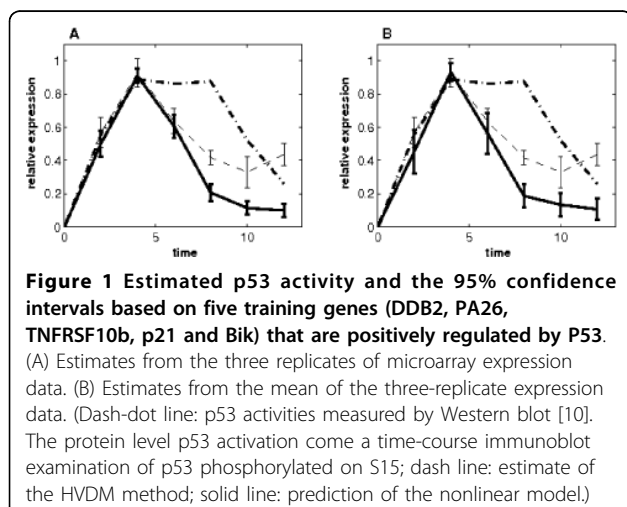 A
B
relative expression
1
0.8
0.6
0.4
0.2
0
0
5
10
time
relative expression
1
0.8
0.6
0.4
0.2
0
0
5
10
time
Figure 1 Estimated p53 activity and the 95% confidence
intervals based on five training genes (DDB2, PA26,
TNFRSF10b, p21 and Bik) that are positively regulated by P53.
(A) Estimates from the three replicates of microarray expression
data. (B) Estimates from the mean of the three-replicate expression
data. (Dash-dot line: p53 activities measured by Western blot [10].
The protein level p53 activation come a time-course immunoblot
examination of p53 phosphorylated on S15; dash line: estimate of
the HVDM method; solid line: prediction of the nonlinear model.)